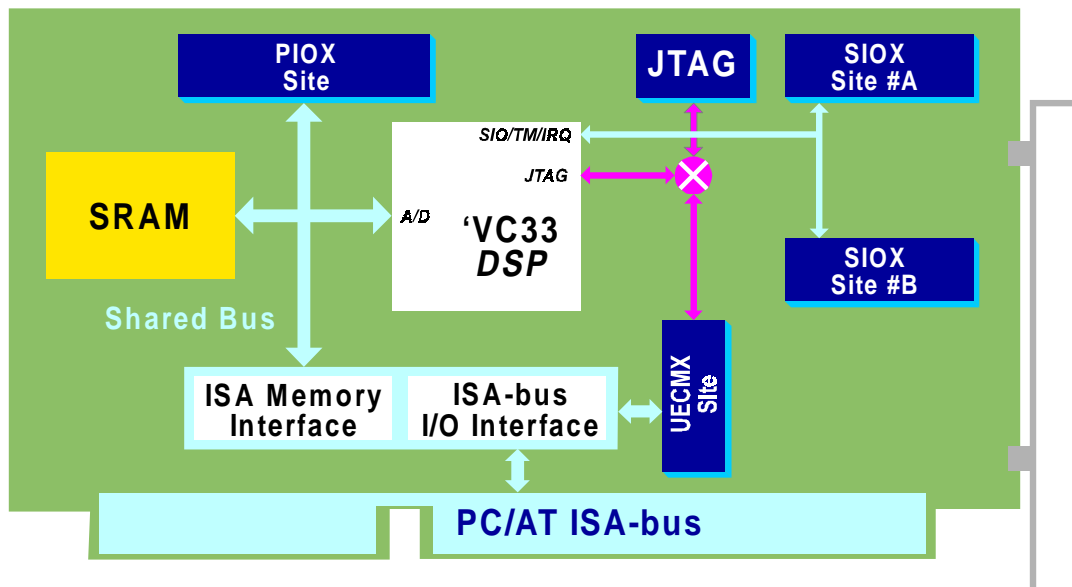 PIOX
Site
JTAG
SIOX
Site #A
SIO/TM/IRQ
JTAG
SRAM
A/D
‘VC33
DSP
SIOX
Site #B
Shared Bus
UECMX
SIte
ISA Memory
Interface
ISA-bus
I/O Interface
PC/AT ISA-bus